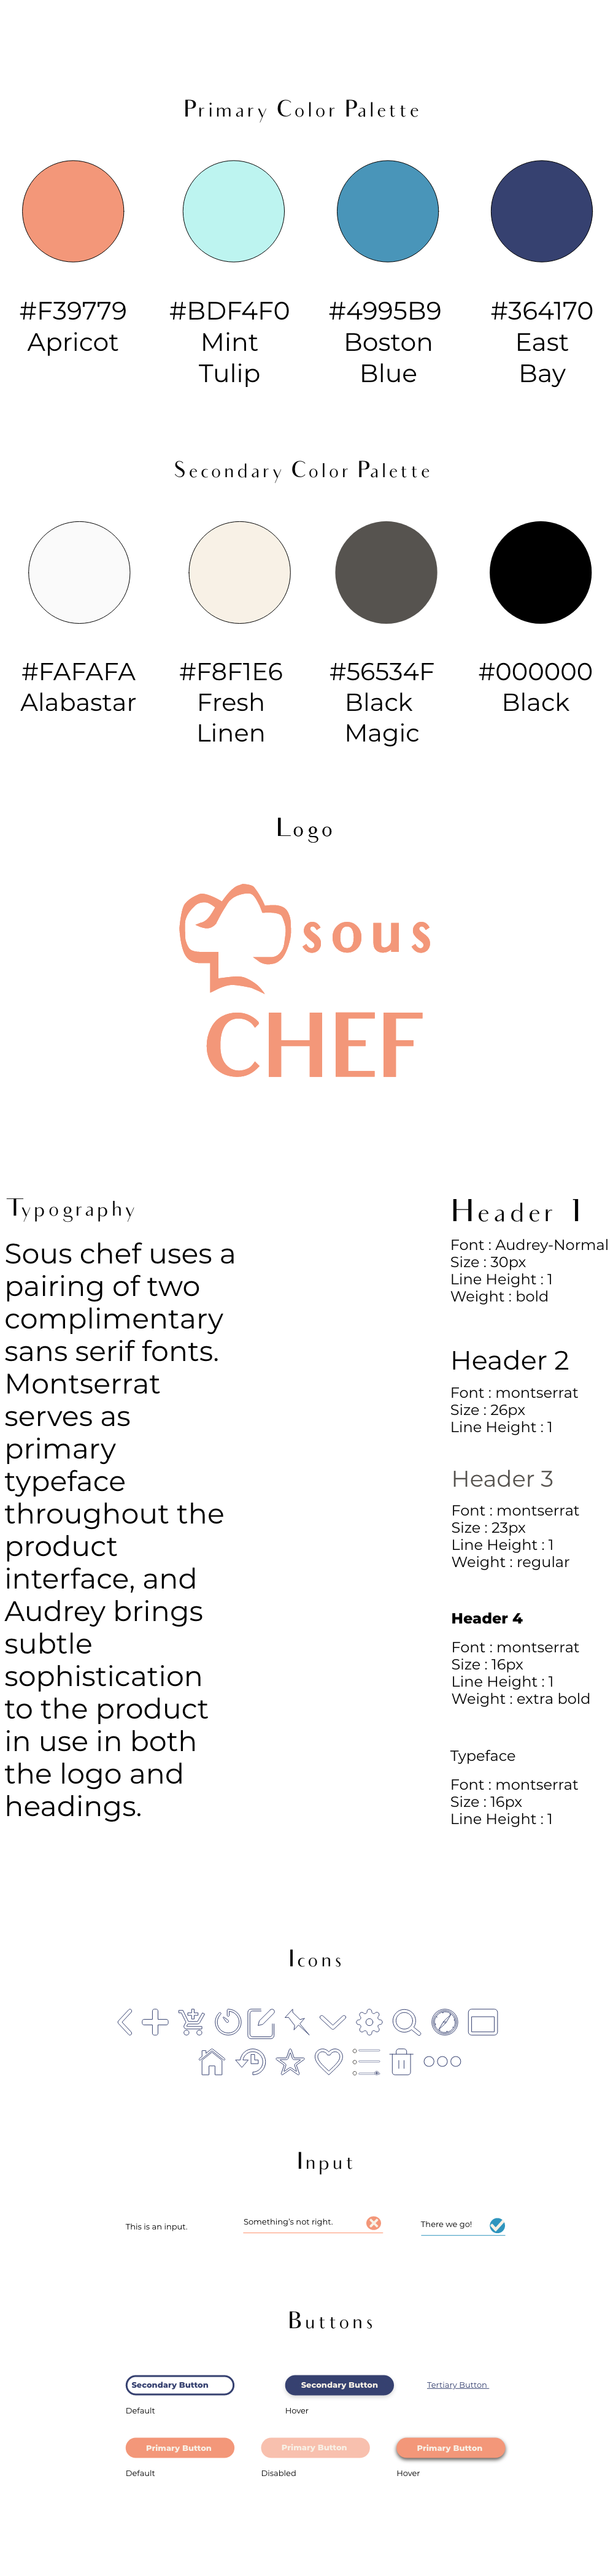 Primary Color Palette
#F39779 #BDF4F0 #4995B9 #364170
Apricot Mint Boston East
Tulip Blue Bay
Secondary Color Palette
#FAFAFA #F8F1E6 #56534F #000000
Alabastar Fresh Black Black
Linen Magic
Logo
sous
CHEF
Typography
Sous chef uses a
pairing of two
complimentary
sans serif fonts.
Montserrat
serves as
primary
typeface
throughout the
product
interface, and
Audrey brings
subtle
sophistication
to the product
in use in both
the logo and
headings.
Header 1
Font : Audrey-Normal
Size : 30px
Line Height : 1
Weight : bold
Header 2
Font : montserrat
Size : 26px
Line Height : 1
Header 3
Font : montserrat
Size : 23px
Line Height : 1
Weight : regular
Header 4
Font : montserrat
Size : 16px
Line Height : 1
Weight : extra bold
Typeface
Font : montserrat
Size : 16px
Line Height : 1
Icons
Input
This is an input. Something's not right. There we go!
Buttons
Secondary Button Secondary Button Tertiary Button
Default Hover
Primary Button Primary Button Primary Button
Default Disabled Hover